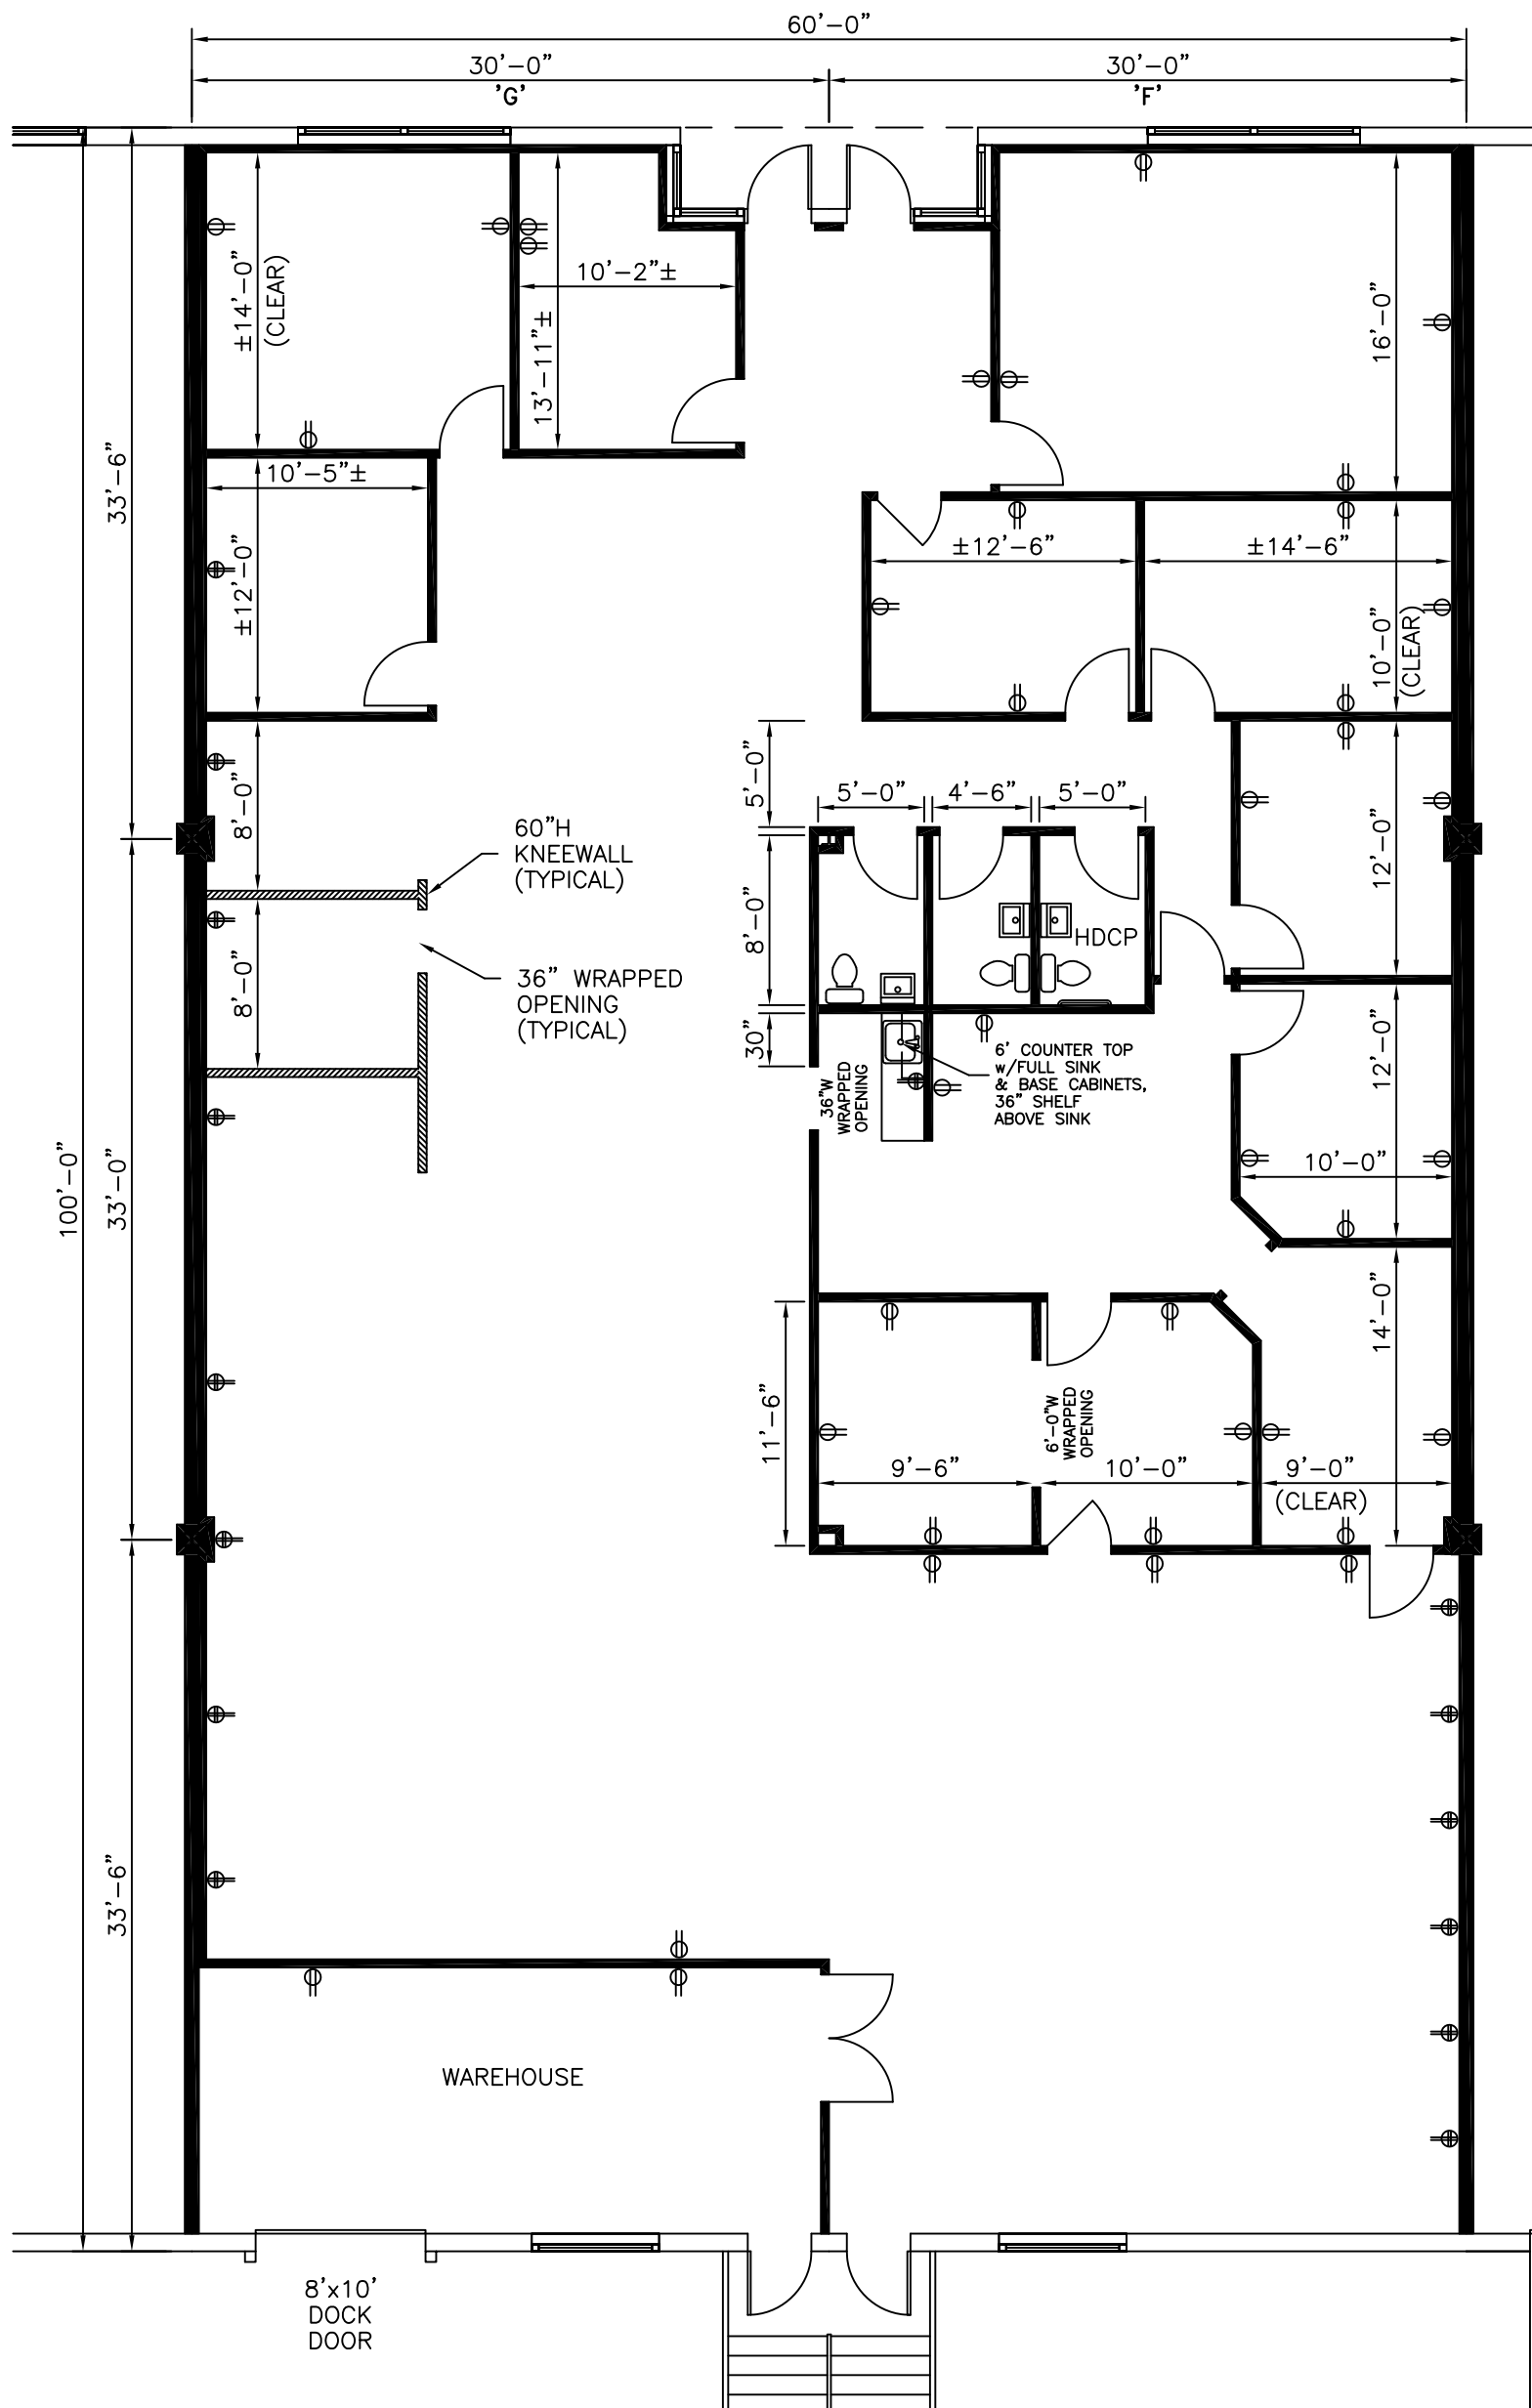 60'-0"
30'-0"
30'-0"
'G'
'F'
±14'-0"
(CLEAR)
10'-2"±
13'-11"±
16'-0"
33'-6"
10'-5"±
±12'-0"
±12'-6"
±14'-6"
10'-0"
(CLEAR)
8'-0"
5'-0"
5'-0"
4'-6"
5'-0"
60"H
KNEEWALL
(TYPICAL)
12'-0"
8'-0"
8'-0"
HDCP
36" WRAPPED
OPENING
(TYPICAL)
30"
36"W
WRAPPED
OPENING
6' COUNTER TOP
w/FULL SINK
& BASE CABINETS,
36" SHELF
ABOVE SINK
12'-0"
10'-0"
100'-0"
33'-0"
14'-0"
11'-6"
6'-0"W
WRAPPED
OPENING
9'-6"
10'-0"
9'-0"
(CLEAR)
33'-6"
WAREHOUSE
8'x10'
DOCK
DOOR